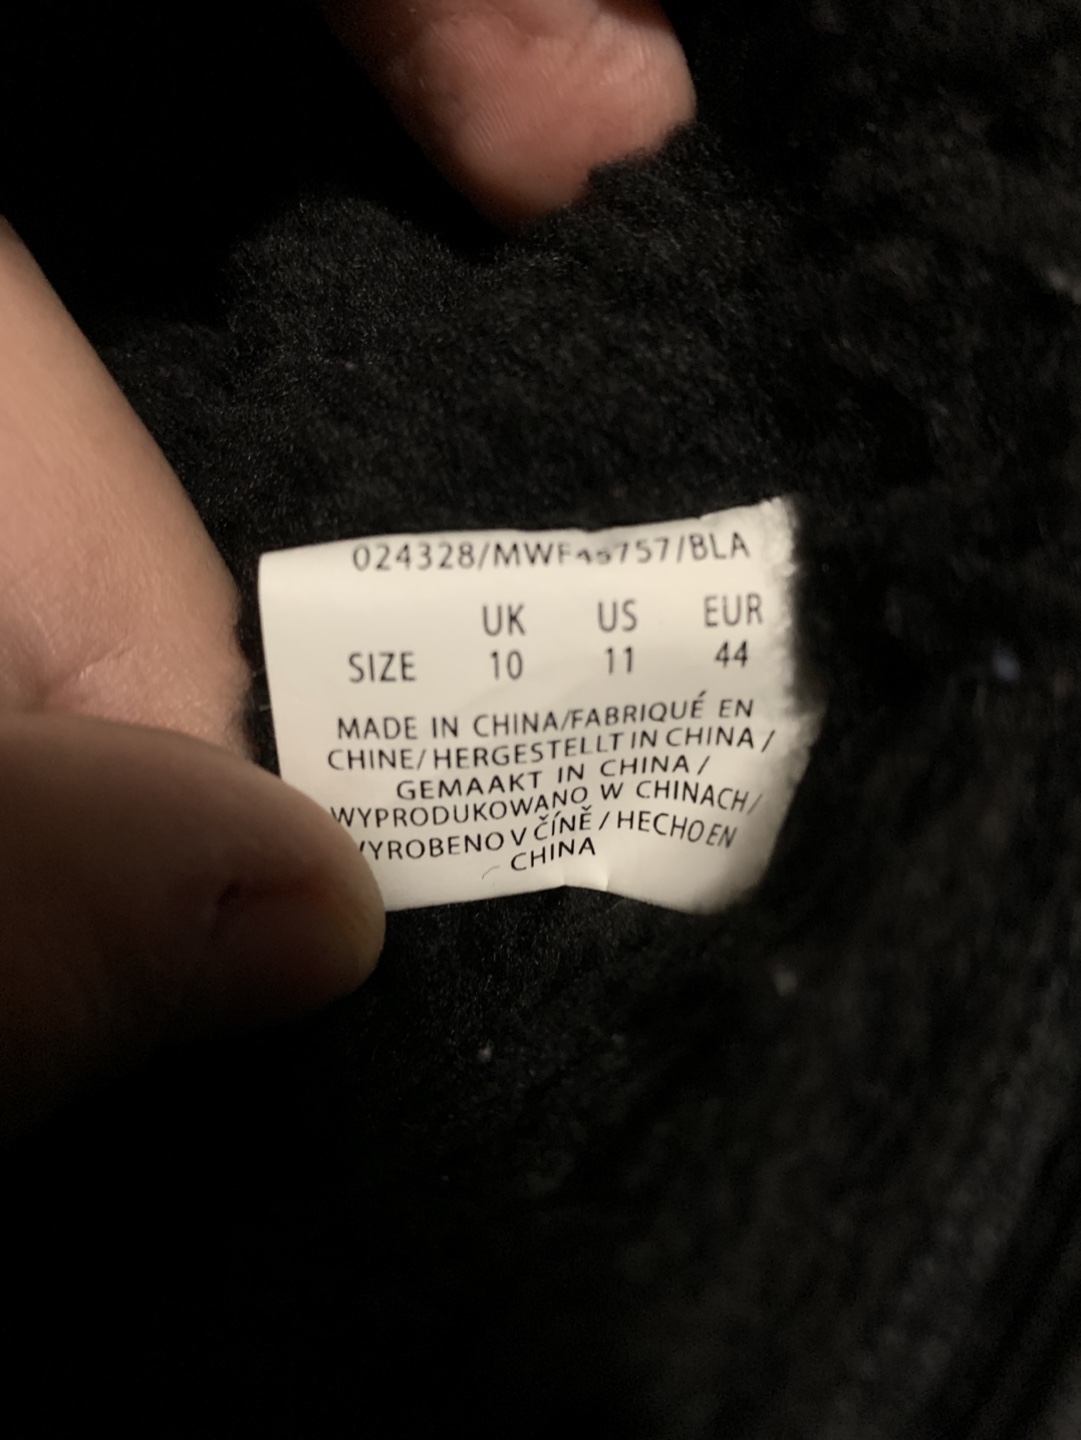 024328/MWF45757/BLA
UK US EUR
SIZE 10 11 44
MADE IN CHINA/FABRIQUÉ EN
CHINE/HERGESTELLT IN CHINA /
GEMAAKT IN CHINA /
WYPRODUKOWANO W CHINACH/
VYROBENO V ČÍNĚ / HECHO EN
CHINA